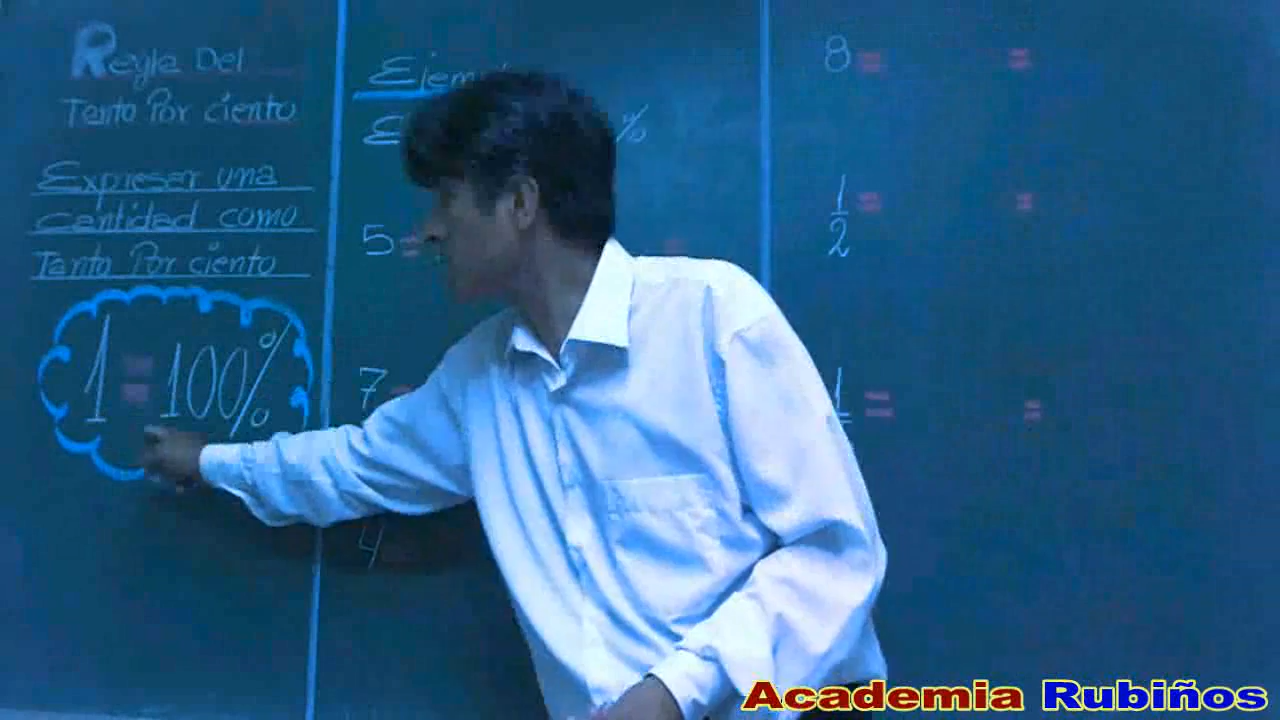 Regla Del
Tanto Por ciento
Expresar una
cantidad como
Tanto Por ciento
1 = 100%
%
5 =
7 =
4
8 = =
1/2 = =
= =
Academia Rubiños